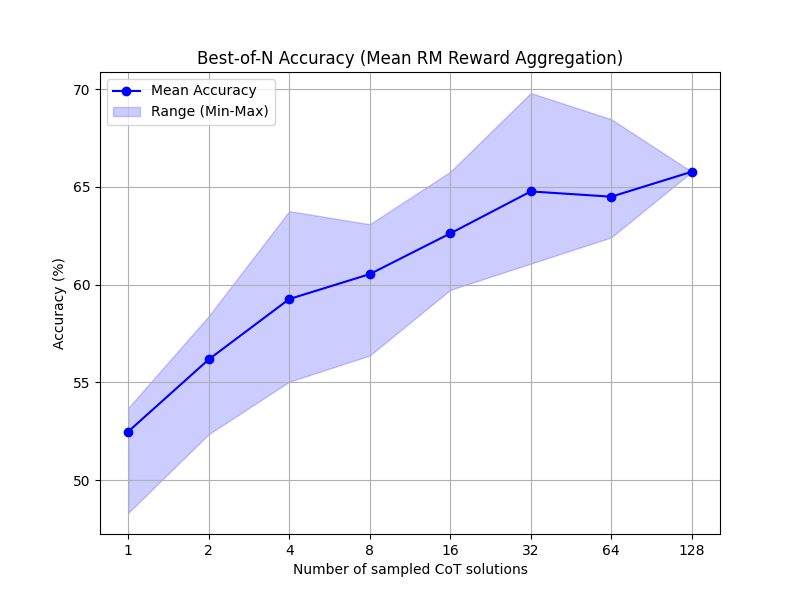 Best-of-N Accuracy (Mean RM Reward Aggregation)
Mean Accuracy
Range (Min-Max)
Accuracy (%)
70
65
60
55
50
1 2 4 8 16 32 64 128
Number of sampled CoT solutions